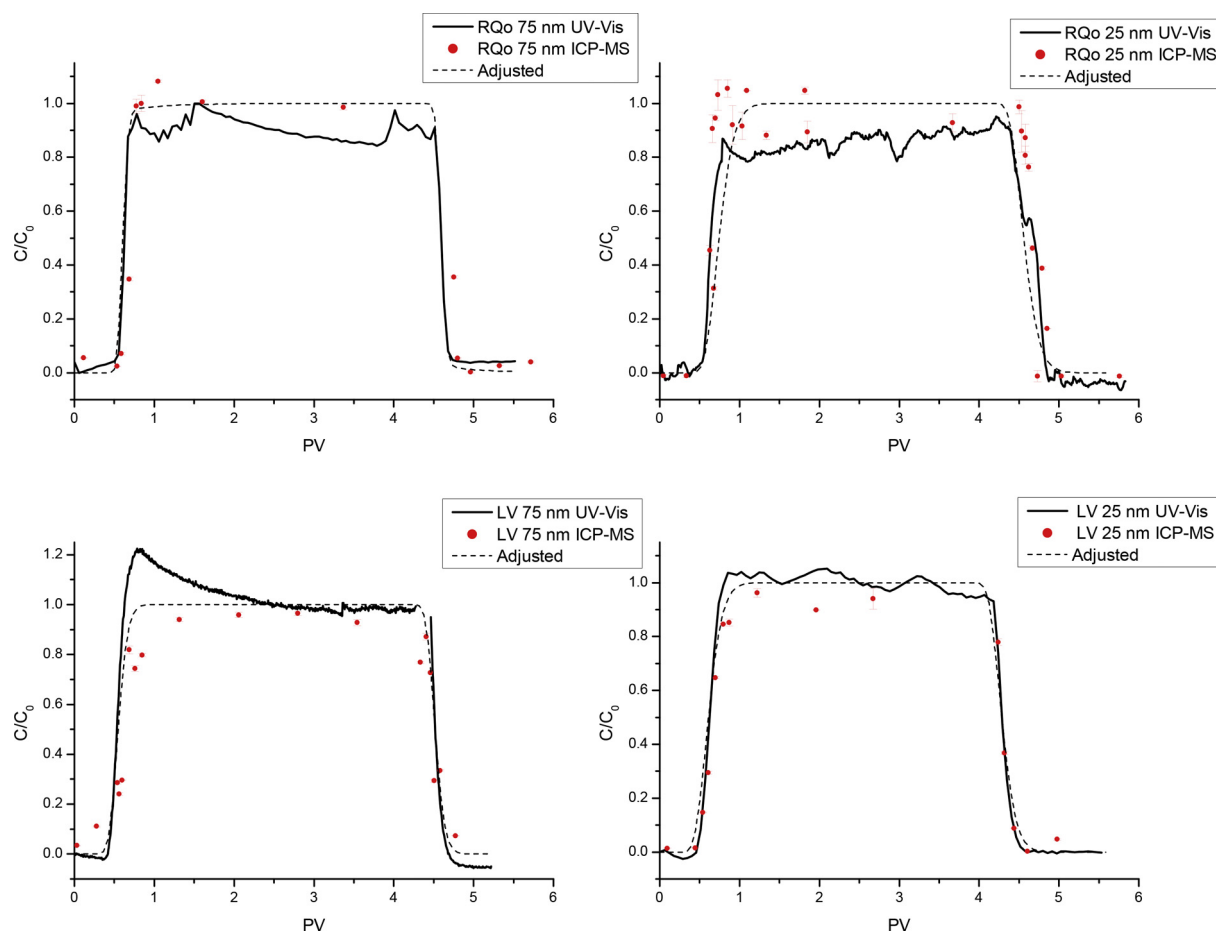 RQo 75 nm UV-Vis
RQo 75 nm ICP-MS
Adjusted
C/C0
1.0
0.8
0.6
0.4
0.2
0.0
0 1 2 3 4 5 6
PV
RQo 25 nm UV-Vis
RQo 25 nm ICP-MS
Adjusted
C/C0
1.0
0.8
0.6
0.4
0.2
0.0
0 1 2 3 4 5 6
PV
LV 75 nm UV-Vis
LV 75 nm ICP-MS
Adjusted
C/C0
1.2
1.0
0.8
0.6
0.4
0.2
0.0
0 1 2 3 4 5 6
PV
LV 25 nm UV-Vis
LV 25 nm ICP-MS
Adjusted
C/C0
1.0
0.8
0.6
0.4
0.2
0.0
0 1 2 3 4 5 6
PV